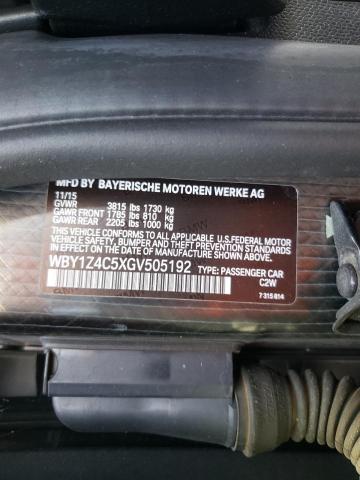 MFD BY BAYERISCHE MOTOREN WERKE AG
11/15
GVWR 3815 lbs 1730 kg
GAWR FRONT 1785 lbs 810 kg
GAWR REAR 2205 lbs 1000 kg
THIS VEHICLE CONFORMS TO ALL APPLICABLE U.S. FEDERAL MOTOR
VEHICLE SAFETY, BUMPER, AND THEFT PREVENTION STANDARDS IN
EFFECT ON THE DATE OF MANUFACTURE SHOWN ABOVE.
WBY1Z4C5XGV505192 TYPE: PASSENGER CAR
C2W
7 315 814